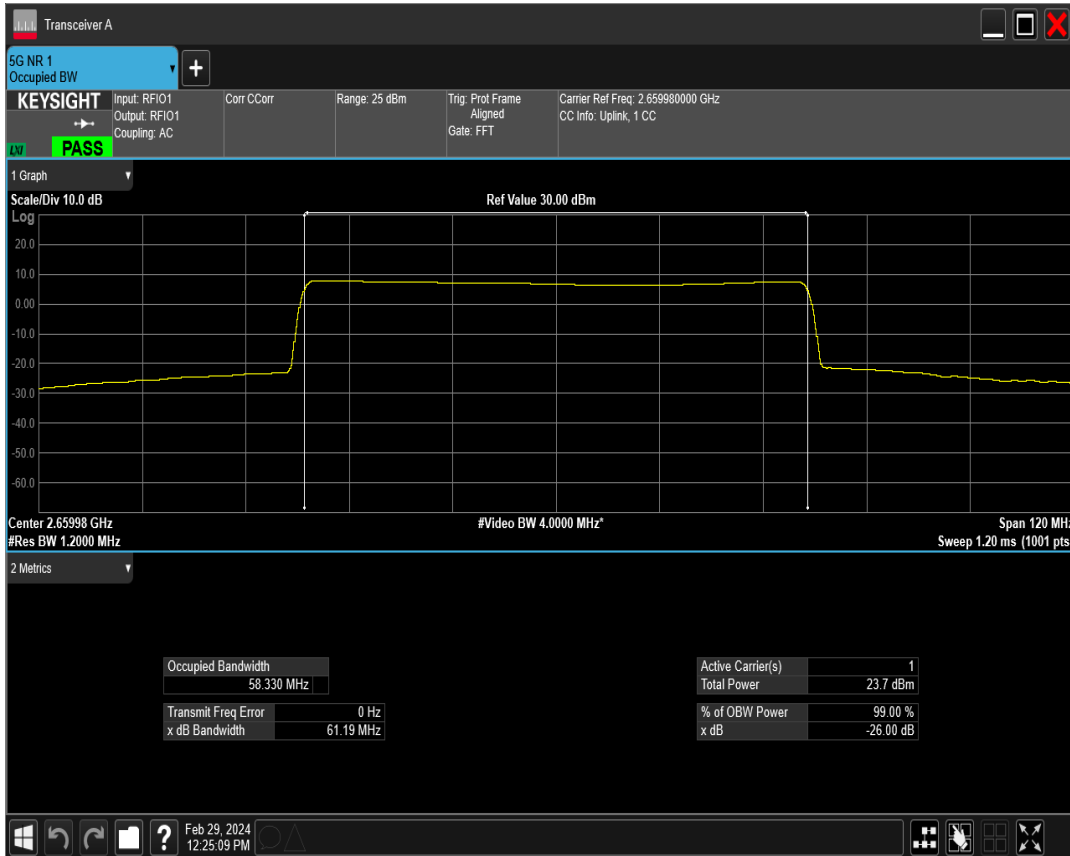 Transceiver A
5G NR 1
Occupied BW
KEYSIGHT
LXI
PASS
Input: RFIO1
Output: RFIO1
Coupling: AC
Corr CCorr
Range: 25 dBm
Trig: Prot Frame
Aligned
Gate: FFT
Carrier Ref Freq: 2.659980000 GHz
CC Info: Uplink, 1 CC
1 Graph
Scale/Div 10.0 dB
Ref Value 30.00 dBm
Log
20.0
10.0
0.00
-10.0
-20.0
-30.0
-40.0
-50.0
-60.0
Center 2.65998 GHz
#Video BW 4.0000 MHz*
Span 120 MHz
#Res BW 1.2000 MHz
Sweep 1.20 ms (1001 pts
2 Metrics
Occupied Bandwidth
58.330 MHz
Transmit Freq Error 0 Hz
x dB Bandwidth 61.19 MHz
Active Carrier(s) 1
Total Power 23.7 dBm
% of OBW Power 99.00 %
x dB -26.00 dB
?
Feb 29, 2024
12:25:09 PM